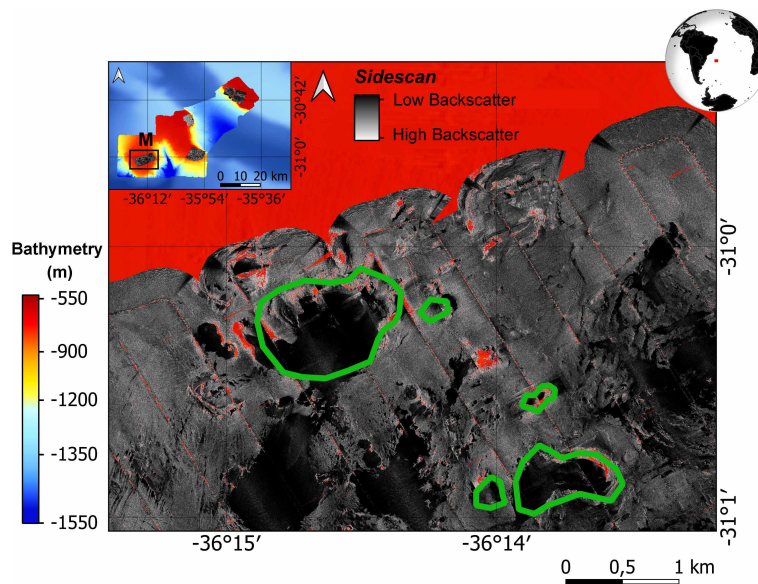 Sidescan
Low Backscatter
High Backscatter
M
0 10 20 km
-30°42′
-31°0′
-36°12′ -35°54′ -35°36′
Bathymetry
(m)
-550
-900
-1200
-1350
-1550
-31°0′
-31°1′
-36°15′
-36°14′
0 0,5 1 km